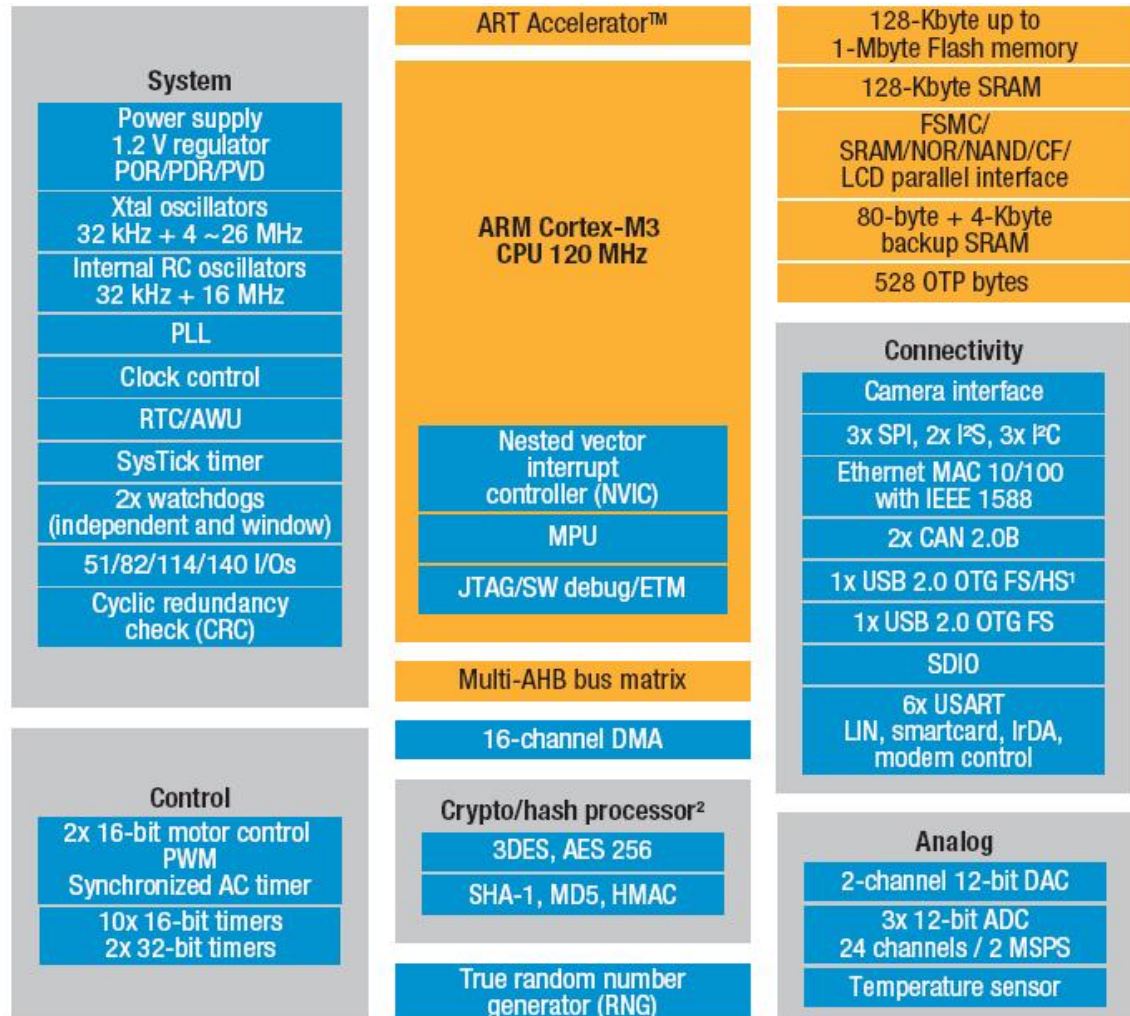 System
Power supply
1.2 V regulator
POR/PDR/PVD
Xtal oscillators
32 kHz + 4 ~26 MHz
Internal RC oscillators
32 kHz + 16 MHz
PLL
Clock control
RTC/AWU
SysTick timer
2x watchdogs
(independent and window)
51/82/114/140 I/Os
Cyclic redundancy
check (CRC)
Control
2x 16-bit motor control
PWM
Synchronized AC timer
10x 16-bit timers
2x 32-bit timers
ART Accelerator™
ARM Cortex-M3
CPU 120 MHz
Nested vector
interrupt
controller (NVIC)
MPU
JTAG/SW debug/ETM
Multi-AHB bus matrix
16-channel DMA
Crypto/hash processor²
3DES, AES 256
SHA-1, MD5, HMAC
True random number
generator (RNG)
128-Kbyte up to
1-Mbyte Flash memory
128-Kbyte SRAM
FSMC/
SRAM/NOR/NAND/CF/
LCD parallel interface
80-byte + 4-Kbyte
backup SRAM
528 OTP bytes
Connectivity
Camera interface
3x SPI, 2x I²S, 3x I²C
Ethernet MAC 10/100
with IEEE 1588
2x CAN 2.0B
1x USB 2.0 OTG FS/HS¹
1x USB 2.0 OTG FS
SDIO
6x USART
LIN, smartcard, IrDA,
modem control
Analog
2-channel 12-bit DAC
3x 12-bit ADC
24 channels / 2 MSPS
Temperature sensor